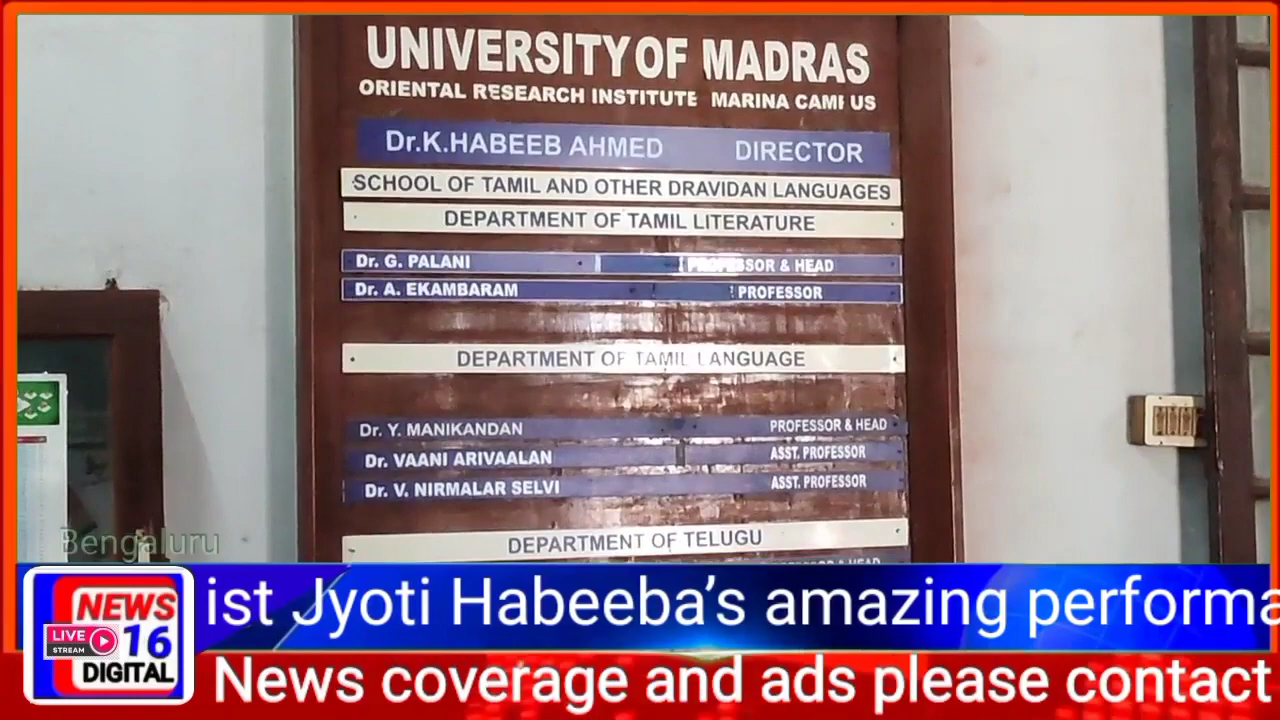 UNIVERSITY OF MADRAS
ORIENTAL RESEARCH INSTITUTE MARINA CAMPUS
Dr.K.HABEEB AHMED DIRECTOR
SCHOOL OF TAMIL AND OTHER DRAVIDAN LANGUAGES
DEPARTMENT OF TAMIL LITERATURE
Dr. G. PALANI PROFESSOR & HEAD
Dr. A. EKAMBARAM PROFESSOR
DEPARTMENT OF TAMIL LANGUAGE
Dr. Y. MANIKANDAN PROFESSOR & HEAD
Dr. VAANI ARIVAALAN ASST. PROFESSOR
Dr. V. NIRMALAR SELVI ASST. PROFESSOR
DEPARTMENT OF TELUGU
Bengaluru
ist Jyoti Habeeba’s amazing performa
NEWS
LIVE
STREAM
16
DIGITAL
News coverage and ads please contact